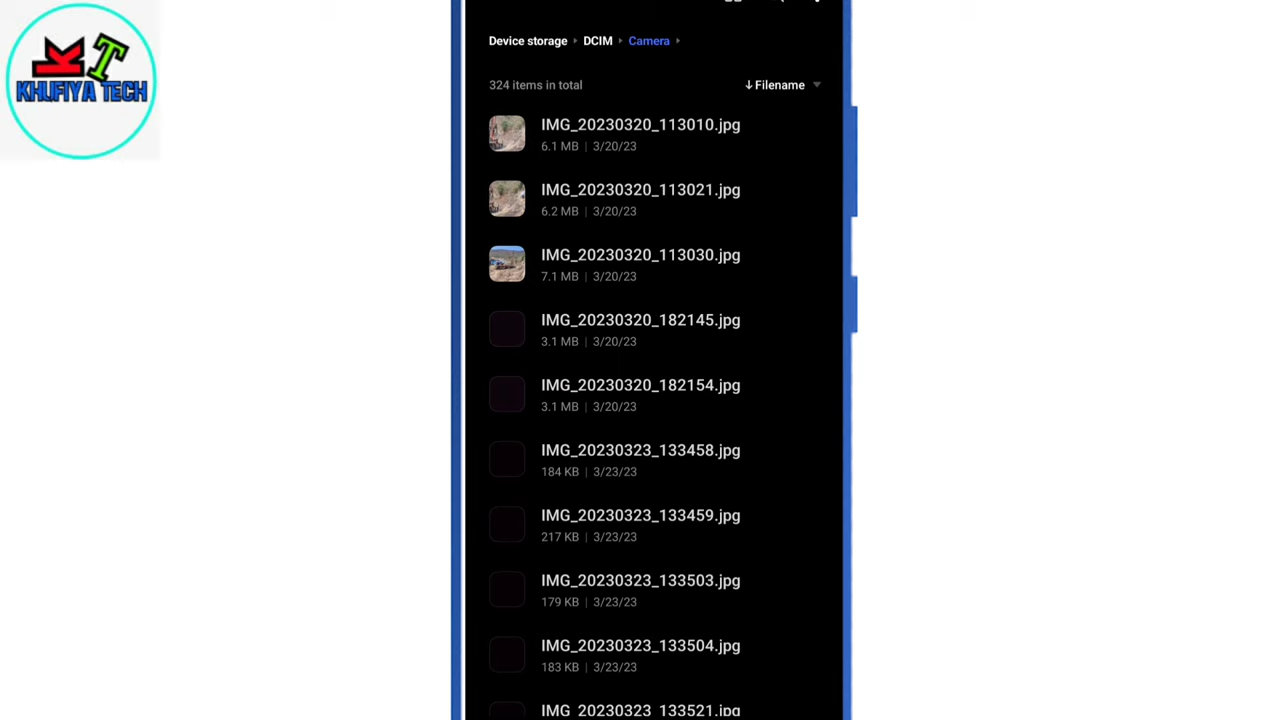 KT
KHUFIYA TECH
Device storage DCIM Camera
324 items in total
Filename
IMG_20230320_113010.jpg
6.1 MB | 3/20/23
IMG_20230320_113021.jpg
6.2 MB | 3/20/23
IMG_20230320_113030.jpg
7.1 MB | 3/20/23
IMG_20230320_182145.jpg
3.1 MB | 3/20/23
IMG_20230320_182154.jpg
3.1 MB | 3/20/23
IMG_20230323_133458.jpg
184 KB | 3/23/23
IMG_20230323_133459.jpg
217 KB | 3/23/23
IMG_20230323_133503.jpg
179 KB | 3/23/23
IMG_20230323_133504.jpg
183 KB | 3/23/23
IMG_20230323_133521.jpg